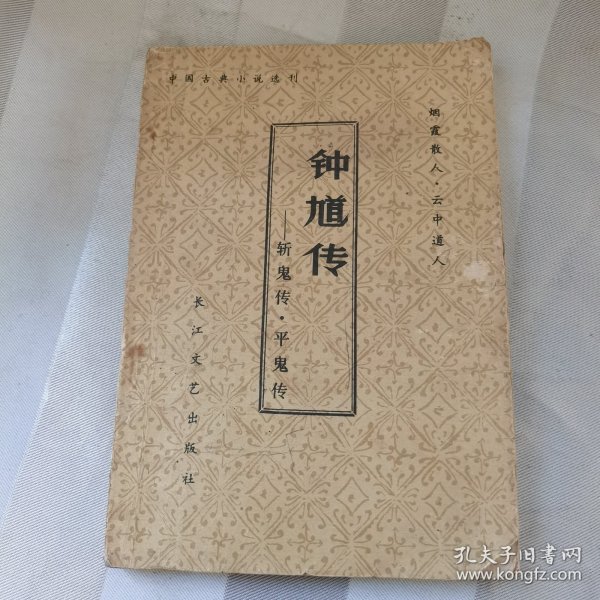 中国古典小说选刊
烟霞散人·云中道人
钟馗传
——斩鬼传·平鬼传
长江文艺出版社
孔夫子旧书网
www.kongfz.com